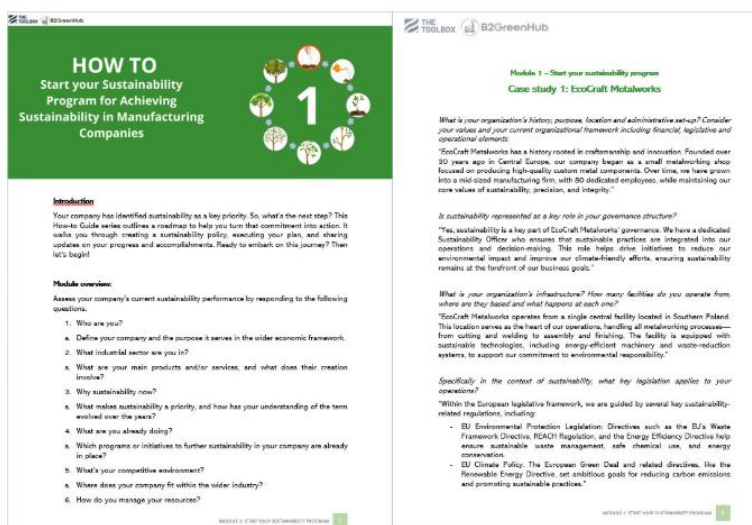 THE TOOLBOX B2GreenHub
HOW TO
Start your Sustainability
Program for Achieving
Sustainability in Manufacturing
Companies
1
Introduction
Your company has identified sustainability as a key priority. So, what's the next step? This
How-to Guide series outlines a roadmap to help you turn that commitment into action. It
walks you through creating a sustainability policy, executing your plan, and sharing
updates on your progress and accomplishments. Ready to embark on this journey? Then
let's begin!
Module overview:
Assess your company's current sustainability performance by responding to the following
questions.
1. Who are you?
a. Define your company and the purpose it serves in the wider economic framework.
2. What industrial sector are you in?
a. What are your main products and/or services, and what does their creation
involve?
3. Why sustainability now?
a. What makes sustainability a priority, and how has your understanding of the term
evolved over the years?
4. What are you already doing?
a. Which programs or initiatives to further sustainability in your company are already
in place?
5. What's your competitive environment?
a. Where does your company fit within the wider industry?
6. How do you manage your resources?
MODULE 1: START YOUR SUSTAINABILITY PROGRAM
THE
TOOLBOX B2GreenHub
Module 1 – Start your sustainability program
Case study 1: EcoCraft Metalworks
What is your organization's history, purpose, location and administrative set-up? Consider
your values and your current organizational framework including financial, legislative and
operational elements.
"EcoCraft Metalworks has a history rooted in craftsmanship and innovation. Founded over
30 years ago in Central Europe, our company began as a small metalworking shop
focused on producing high-quality custom metal components. Over time, we have grown
into a mid-sized manufacturing firm, with 80 dedicated employees, while maintaining our
core values of sustainability, precision, and integrity."
Is sustainability represented as a key role in your governance structure?
"Yes, sustainability is a key part of EcoCraft Metalworks' governance. We have a dedicated
Sustainability Officer who ensures that sustainable practices are integrated into our
operations and decision-making. This role helps drive initiatives to reduce our
environmental impact and improve our climate-friendly efforts, ensuring sustainability
remains at the forefront of our business goals."
What is your organization's infrastructure? How many facilities do you operate from,
where are they based and what happens at each one?
"EcoCraft Metalworks operates from a single central facility located in Southern Poland.
This location serves as the heart of our operations, handling all metalworking processes—
from cutting and welding to assembly and finishing. The facility is equipped with
sustainable technologies, including energy-efficient machinery and waste-reduction
systems, to support our commitment to environmental responsibility."
Specifically in the context of sustainability, what key legislation applies to your
operations?
"Within the European legislative framework, we are guided by several key sustainability-
related regulations, including:
- EU Environmental Protection Legislation: Directives such as the EU's Waste
Framework Directive, REACH Regulation, and the Energy Efficiency Directive help
ensure sustainable waste management, safe chemical use, and energy
conservation.
- EU Climate Policy: The European Green Deal and related directives, like the
Renewable Energy Directive, set ambitious goals for reducing carbon emissions
and promoting sustainable practices."
MODULE 1: START YOUR SUSTAINABILITY PROGRAM